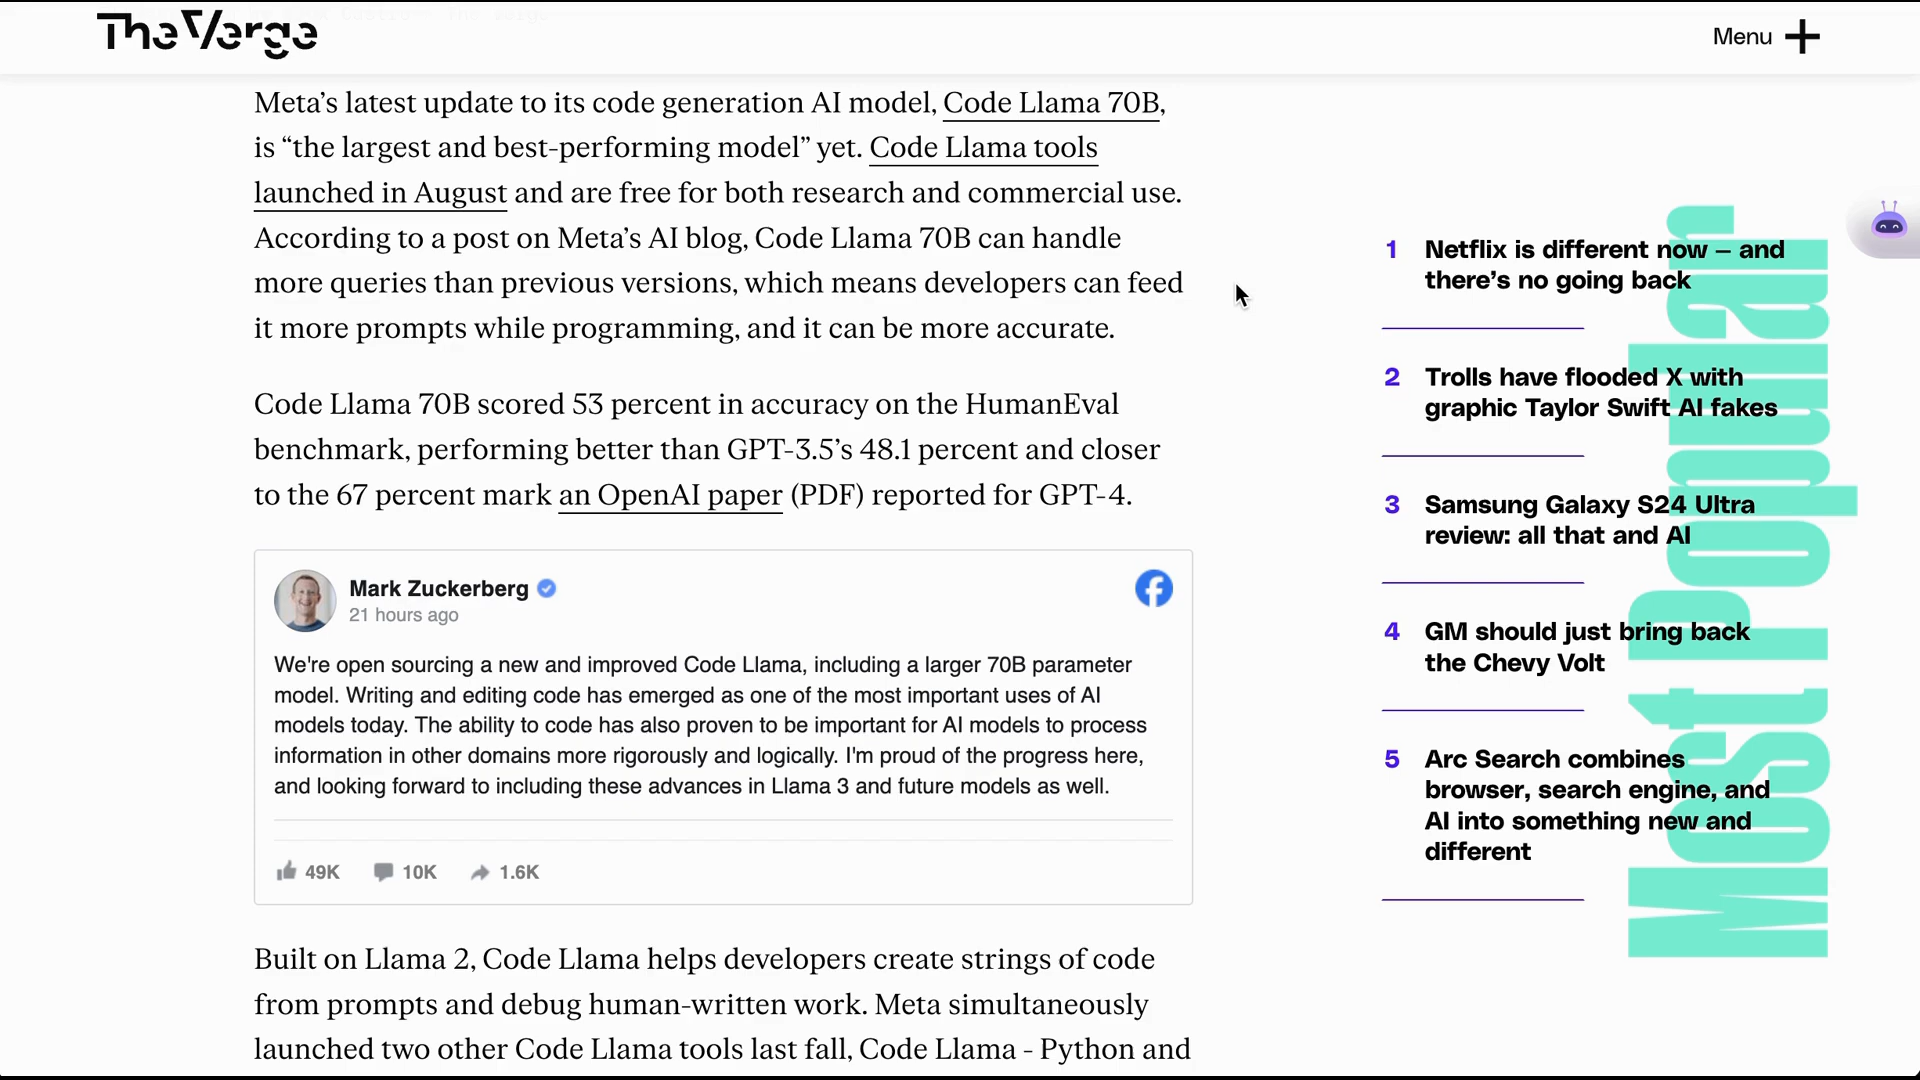 The Verge
Menu
Meta’s latest update to its code generation AI model, Code Llama 70B,
is “the largest and best-performing model” yet. Code Llama tools
launched in August and are free for both research and commercial use.
According to a post on Meta’s AI blog, Code Llama 70B can handle
more queries than previous versions, which means developers can feed
it more prompts while programming, and it can be more accurate.
Code Llama 70B scored 53 percent in accuracy on the HumanEval
benchmark, performing better than GPT-3.5’s 48.1 percent and closer
to the 67 percent mark an OpenAI paper (PDF) reported for GPT-4.
Mark Zuckerberg
21 hours ago
We're open sourcing a new and improved Code Llama, including a larger 70B parameter
model. Writing and editing code has emerged as one of the most important uses of AI
models today. The ability to code has also proven to be important for AI models to process
information in other domains more rigorously and logically. I'm proud of the progress here,
and looking forward to including these advances in Llama 3 and future models as well.
49K 10K 1.6K
Built on Llama 2, Code Llama helps developers create strings of code
from prompts and debug human-written work. Meta simultaneously
launched two other Code Llama tools last fall, Code Llama - Python and
Most Popular
1 Netflix is different now – and
there’s no going back
2 Trolls have flooded X with
graphic Taylor Swift AI fakes
3 Samsung Galaxy S24 Ultra
review: all that and AI
4 GM should just bring back
the Chevy Volt
5 Arc Search combines
browser, search engine, and
AI into something new and
different